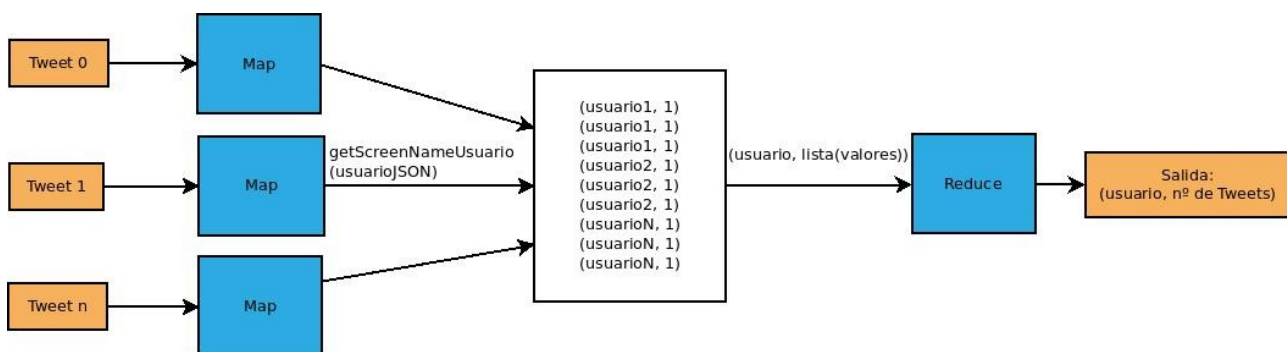 Tweet 0
Map
Tweet 1
Map
getScreenNameUsuario
(usuarioJSON)
Tweet n
Map
(usuario1, 1)
(usuario1, 1)
(usuario1, 1)
(usuario2, 1)
(usuario2, 1)
(usuario2, 1)
(usuarioN, 1)
(usuarioN, 1)
(usuarioN, 1)
(usuario, lista(valores))
Reduce
Salida:
(usuario, nº de Tweets)